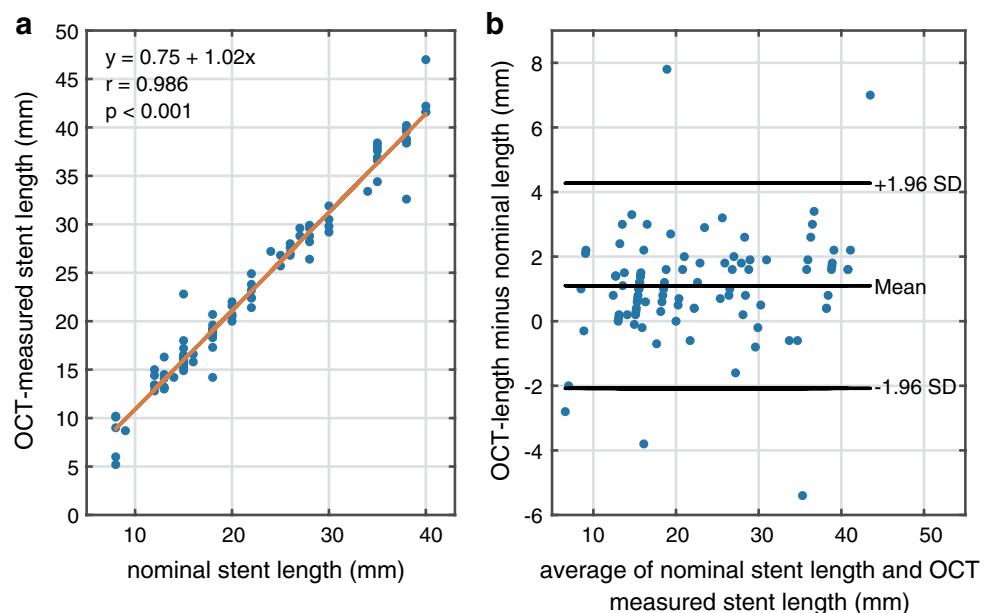 a
50
45
40
35
30
25
20
15
10
5
0
10
20
30
40
OCT-measured stent length (mm)
nominal stent length (mm)
y = 0.75 + 1.02x
r = 0.986
p < 0.001
b
8
6
4
2
0
-2
-4
-6
10
20
30
40
50
OCT-length minus nominal length (mm)
+1.96 SD
Mean
-1.96 SD
average of nominal stent length and OCT
measured stent length (mm)